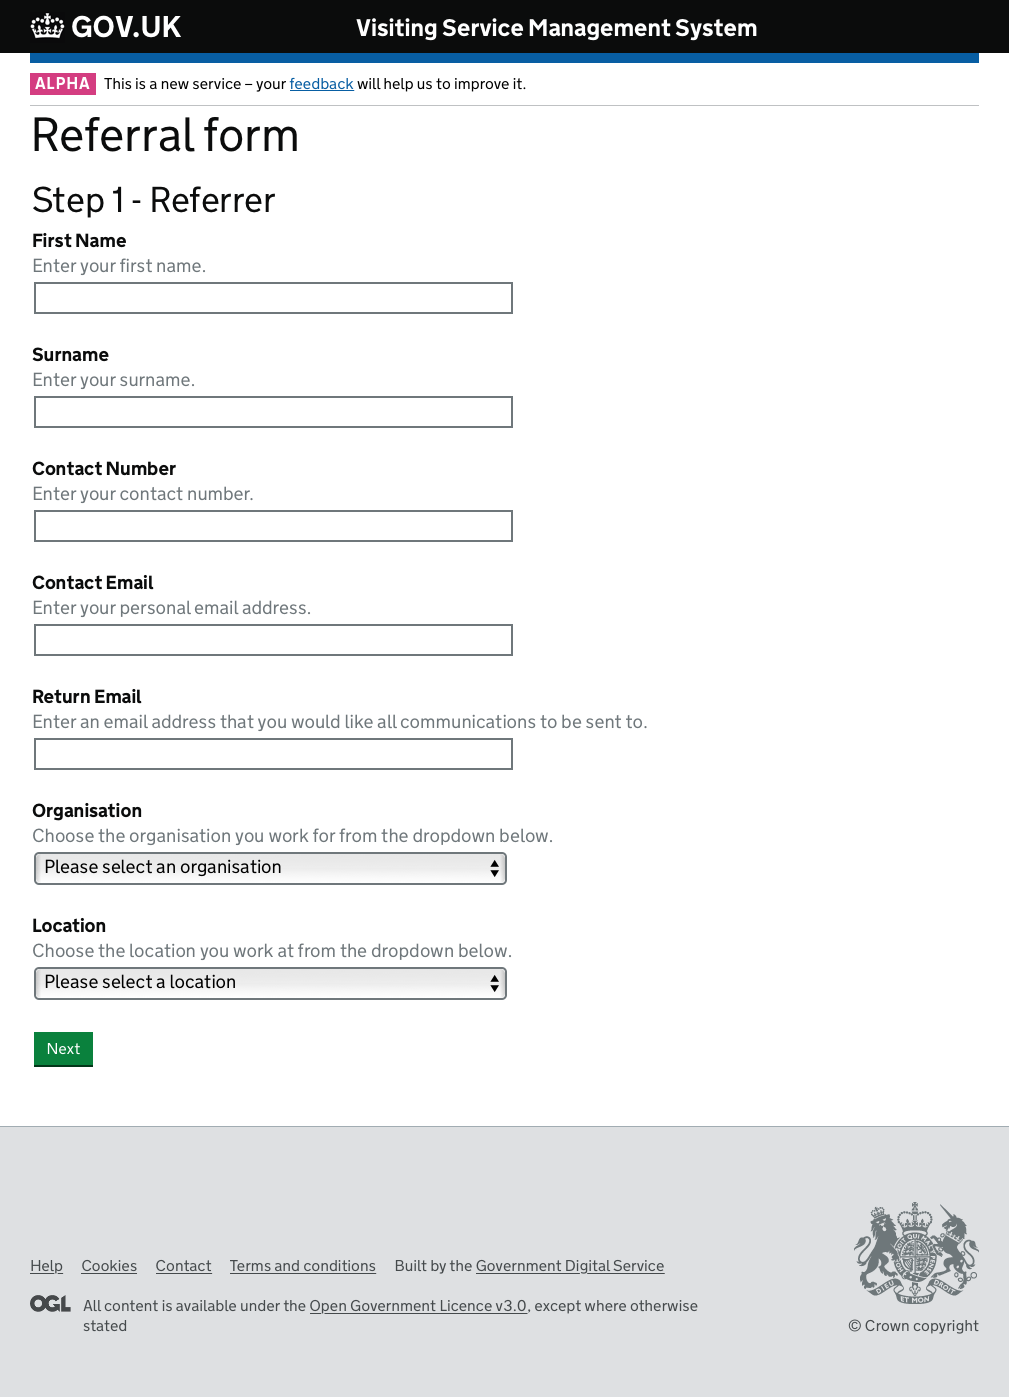 GOV.UK
Visiting Service Management System
ALPHA This is a new service – your feedback will help us to improve it.
Referral form
Step 1 - Referrer
First Name
Enter your first name.
Surname
Enter your surname.
Contact Number
Enter your contact number.
Contact Email
Enter your personal email address.
Return Email
Enter an email address that you would like all communications to be sent to.
Organisation
Choose the organisation you work for from the dropdown below.
Please select an organisation
Location
Choose the location you work at from the dropdown below.
Please select a location
Next
Help Cookies Contact Terms and conditions Built by the Government Digital Service
OGL All content is available under the Open Government Licence v3.0, except where otherwise
stated
DIEU ET MON DROIT
© Crown copyright